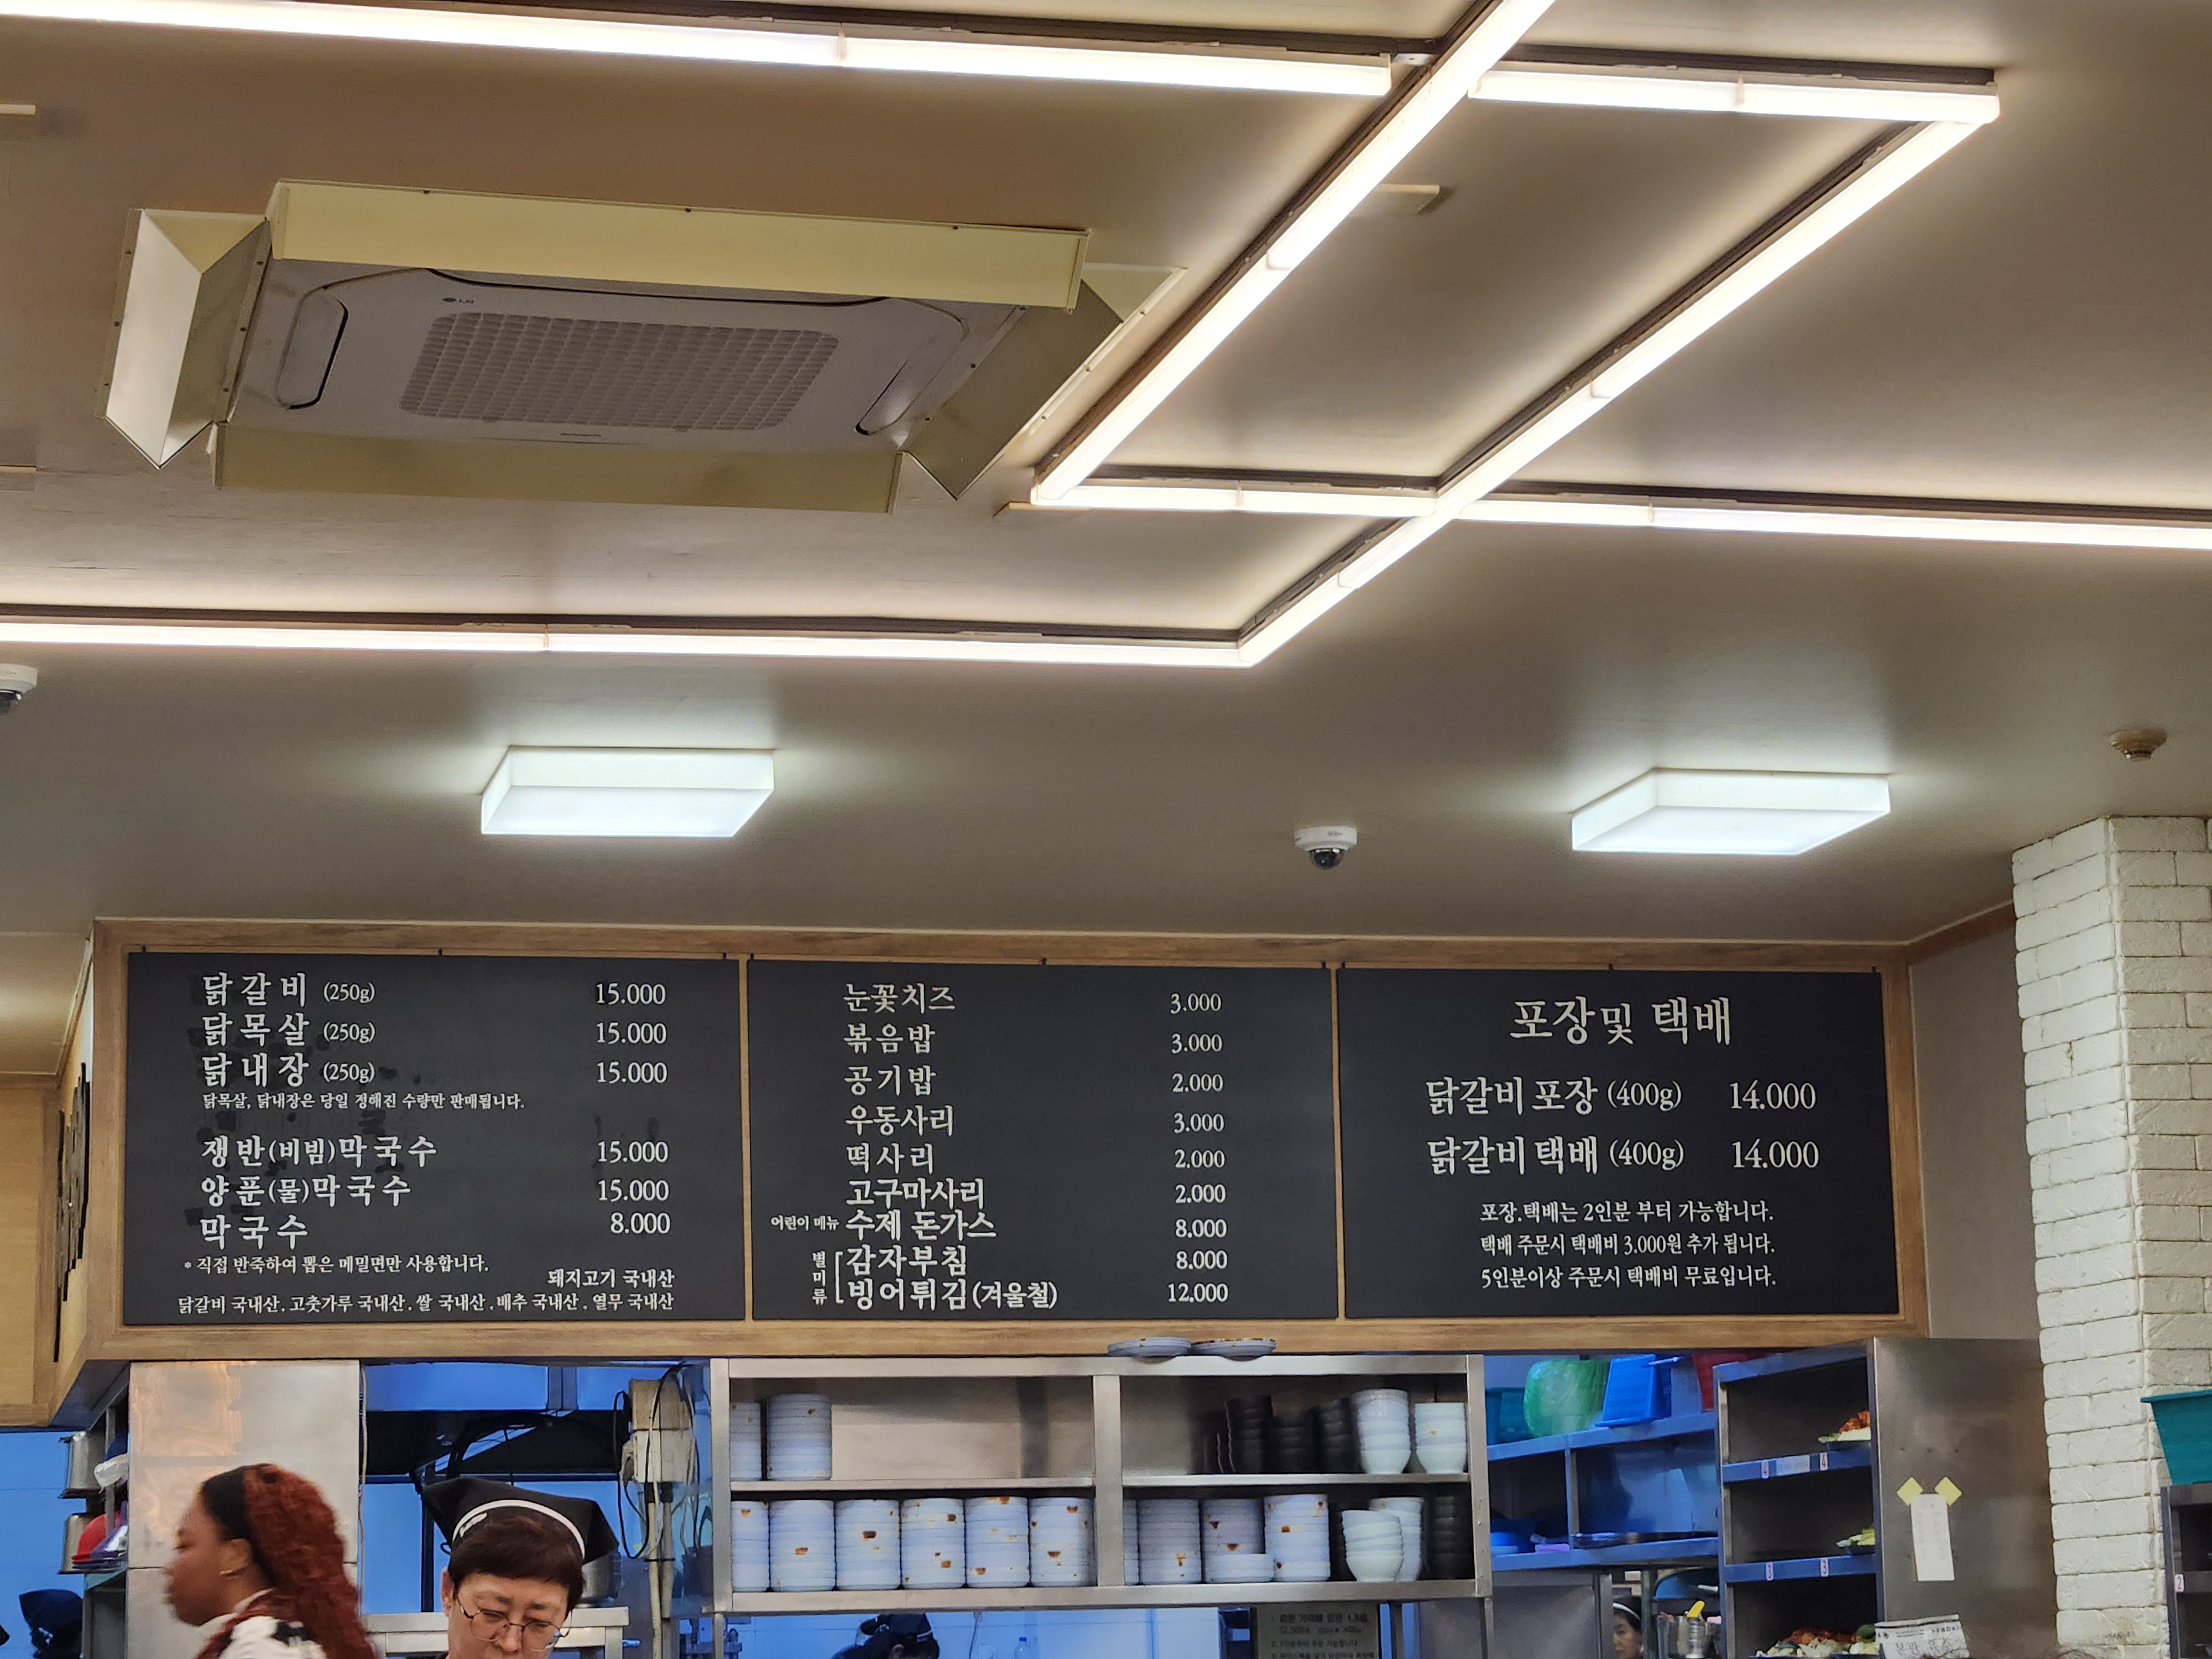 닭갈비 (250g) 15.000
닭목살 (250g) 15.000
닭내장 (250g) 15.000
닭목살, 닭내장은 당일 정해진 수량만 판매됩니다.
쟁반(비빔)막국수 15.000
양푼(물)막국수 15.000
막국수 8.000
* 직접 반죽하여 뽑은 메밀면만 사용합니다.
돼지고기 국내산
닭갈비 국내산. 고춧가루 국내산. 쌀 국내산. 배추 국내산. 열무 국내산
눈꽃치즈 3.000
볶음밥 3.000
공기밥 2.000
우동사리 3.000
떡사리 2.000
고구마사리 2.000
어린이 메뉴 수제 돈가스 8.000
별미류
감자부침 8.000
빙어튀김(겨울철) 12.000
포장및 택배
닭갈비 포장 (400g) 14.000
닭갈비 택배 (400g) 14.000
포장.택배는 2인분 부터 가능합니다.
택배 주문시 택배비 3.000원 추가 됩니다.
5인분이상 주문시 택배비 무료입니다.
LG